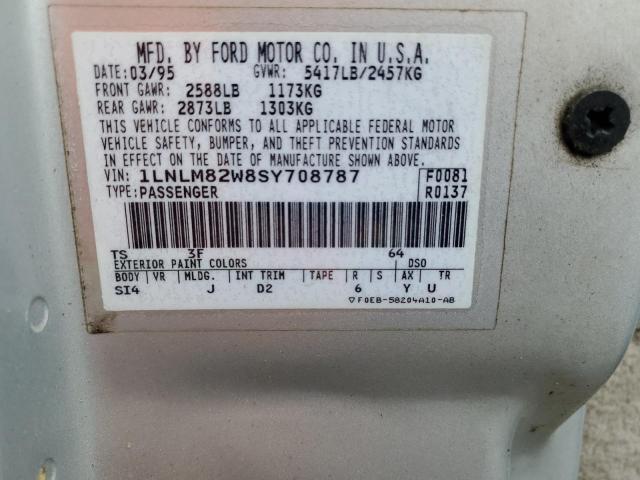 MFD. BY FORD MOTOR CO. IN U.S.A.
DATE: 03/95 GVWR: 5417LB/2457KG
FRONT GAWR: 2588LB 1173KG
REAR GAWR: 2873LB 1303KG
THIS VEHICLE CONFORMS TO ALL APPLICABLE FEDERAL MOTOR
VEHICLE SAFETY, BUMPER, AND THEFT PREVENTION STANDARDS
IN EFFECT ON THE DATE OF MANUFACTURE SHOWN ABOVE.
VIN: 1LNLM82W8SY708787 F0081
TYPE: PASSENGER R0137
TS 3F 64
EXTERIOR PAINT COLORS DSO
BODY VR MLDG. INT TRIM TAPE R S AX TR
SI4 J D2 6 Y U
▽F0EB-58204A10-AB